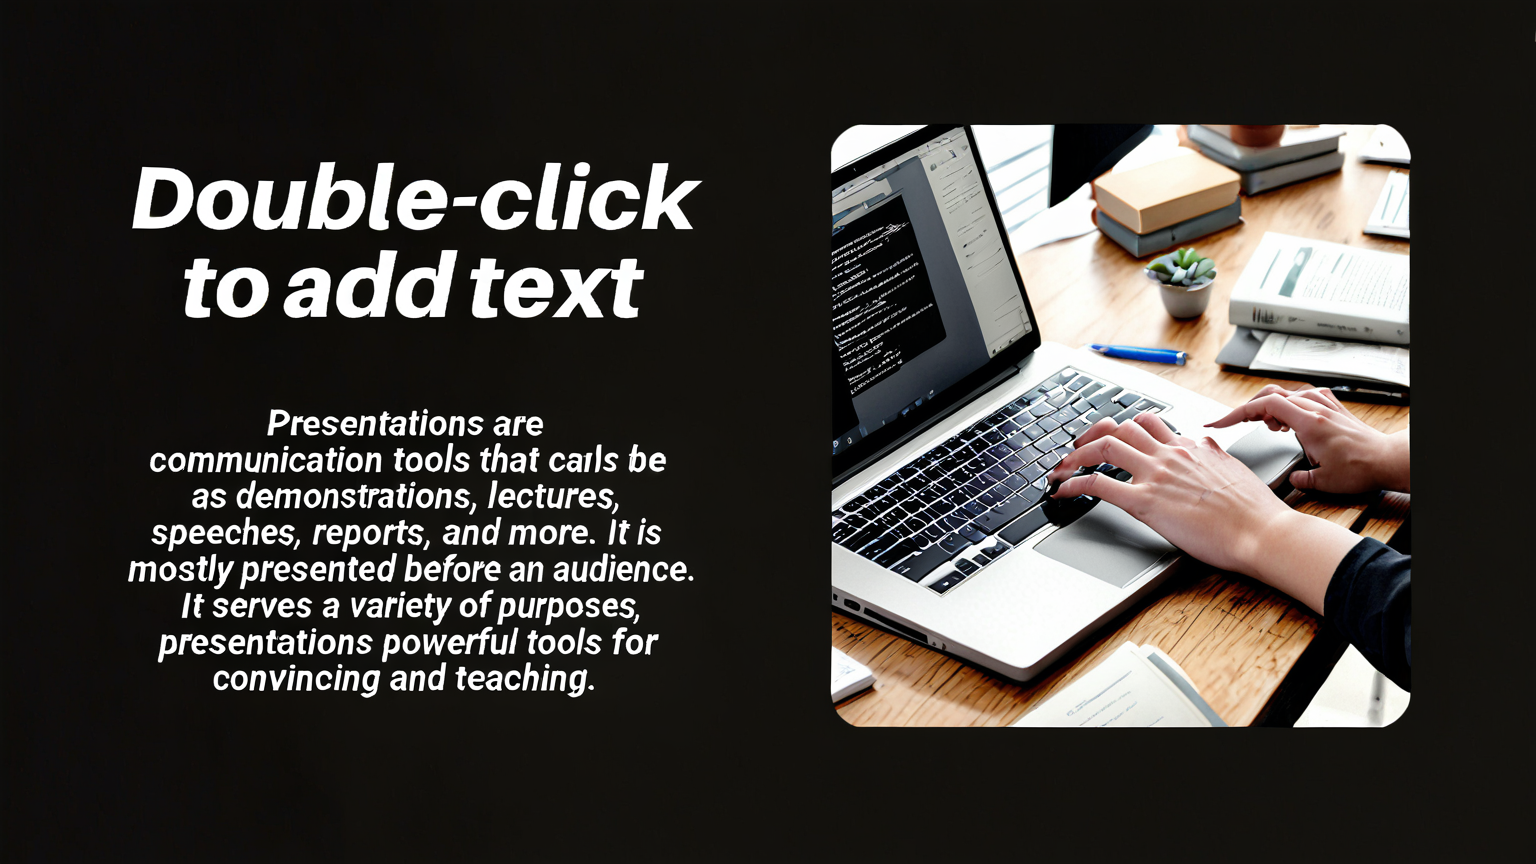 Double-click
to add text
Presentations are
communication tools that carls be
as demonstrations, lectures,
speeches, reports, and more. It is
mostly presented before an audience.
It serves a variety of purposes,
presentations powerful tools for
convincing and teaching.